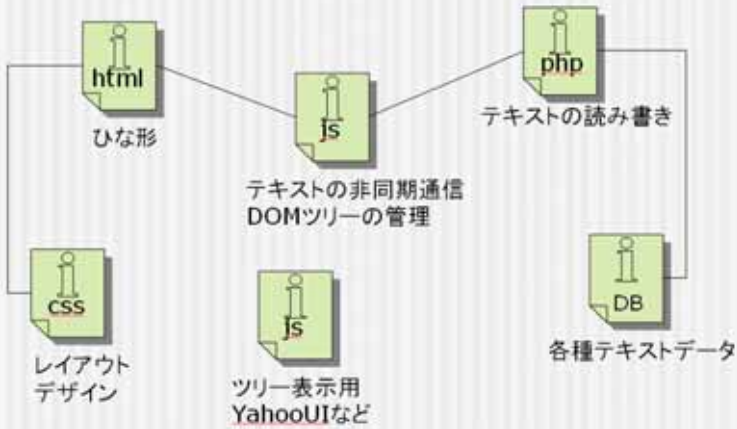 html
ひな形
js
テキストの非同期通信
DOMツリーの管理
php
テキストの読み書き
css
レイアウト
デザイン
js
ツリー表示用
YahooUIなど
DB
各種テキストデータ